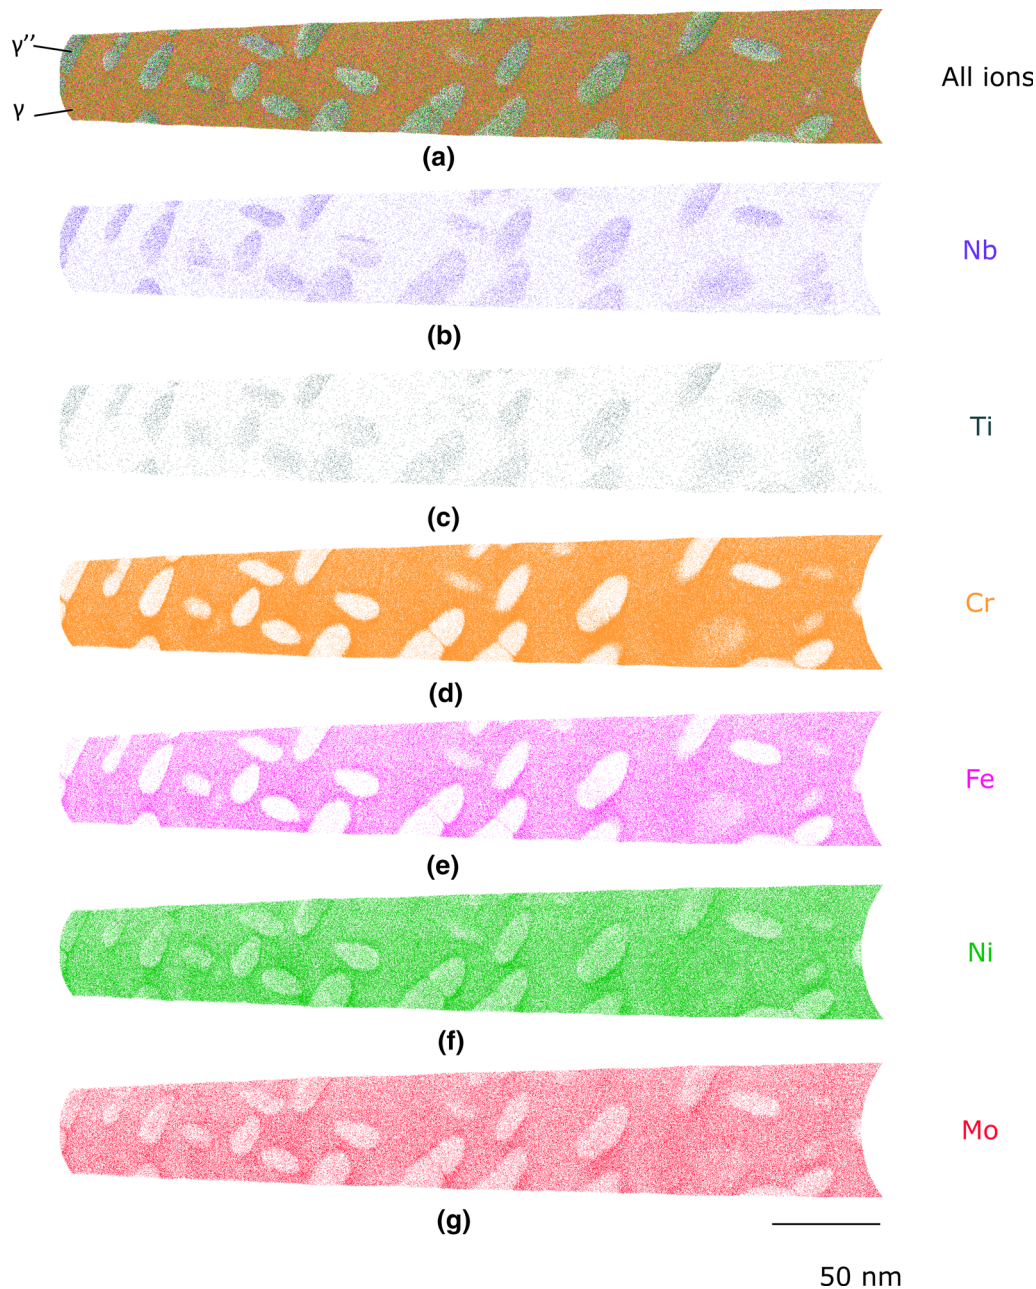 γ’’
γ
All ions
(a)
Nb
(b)
Ti
(c)
Cr
(d)
Fe
(e)
Ni
(f)
Mo
(g)
50 nm